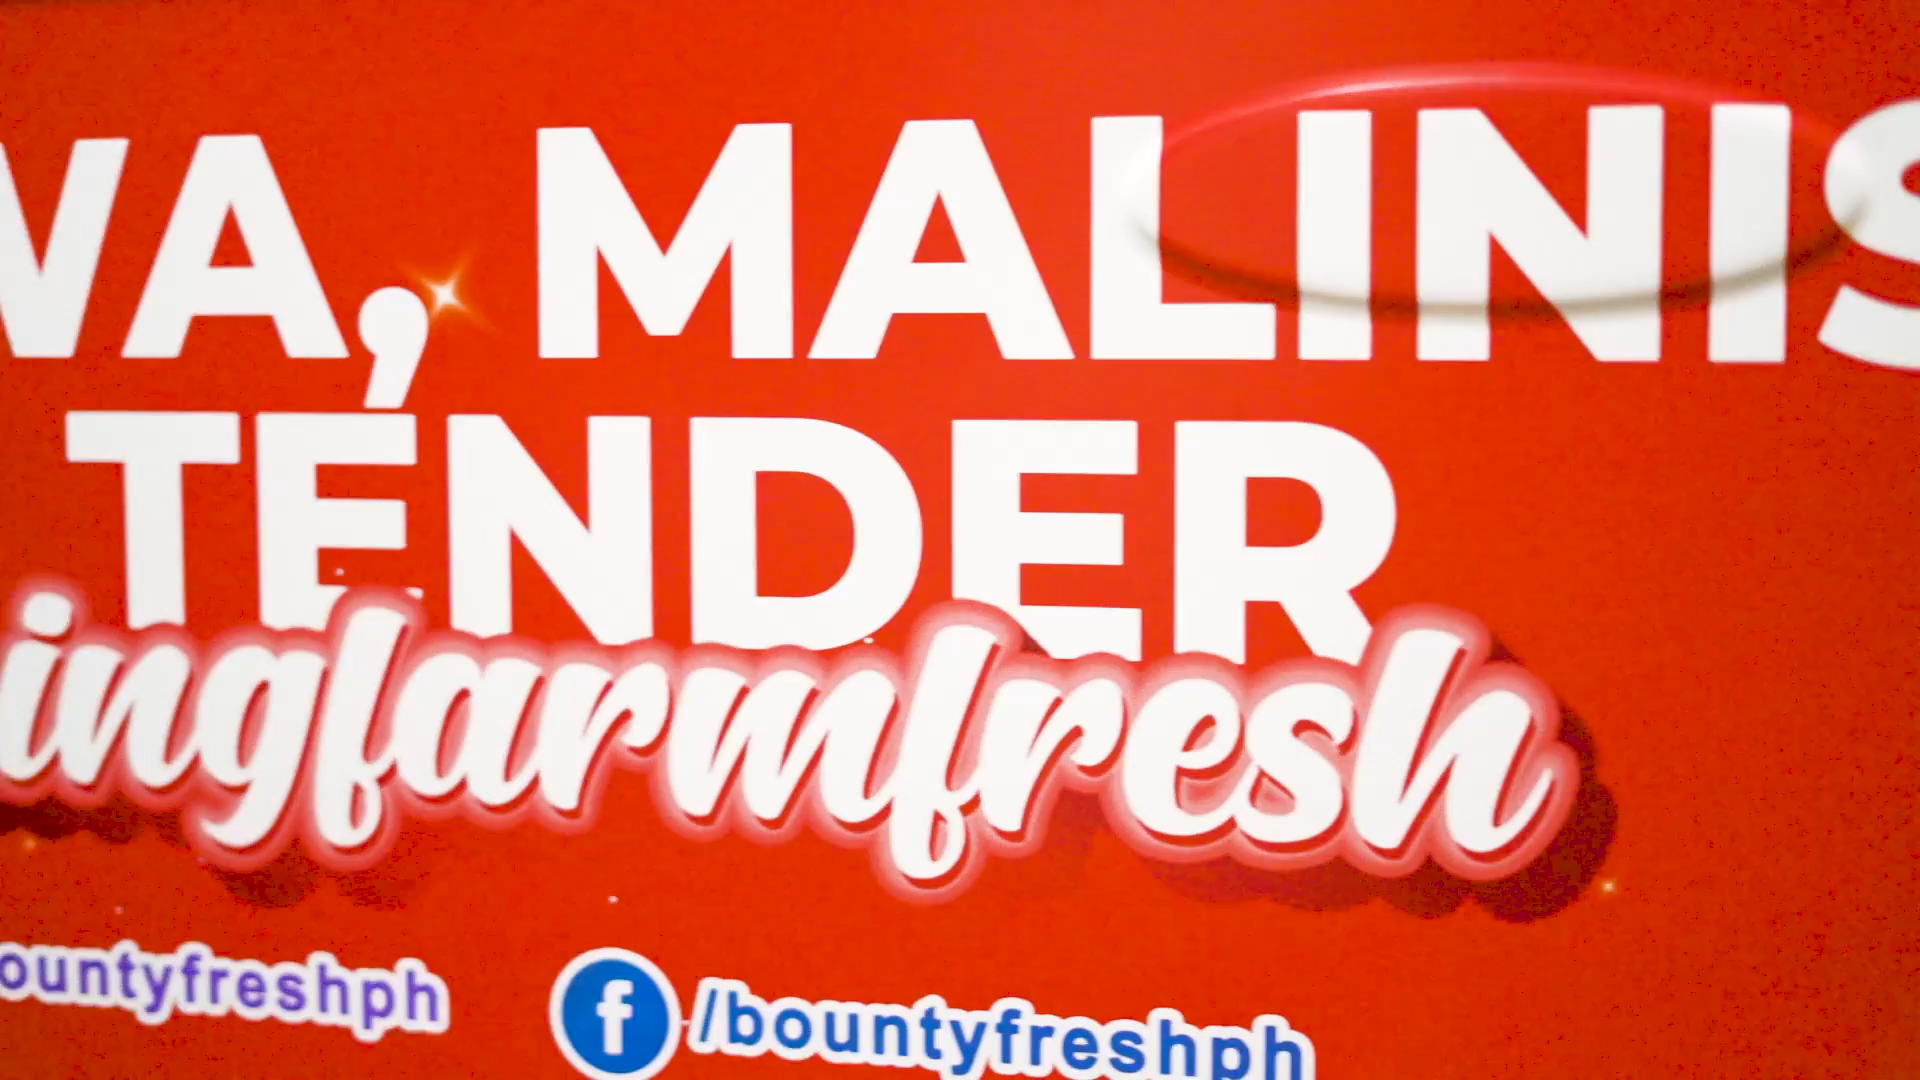 WA, MALINIS
TENDER
ingfarmfresh
ountyfreshph
/bountyfreshph